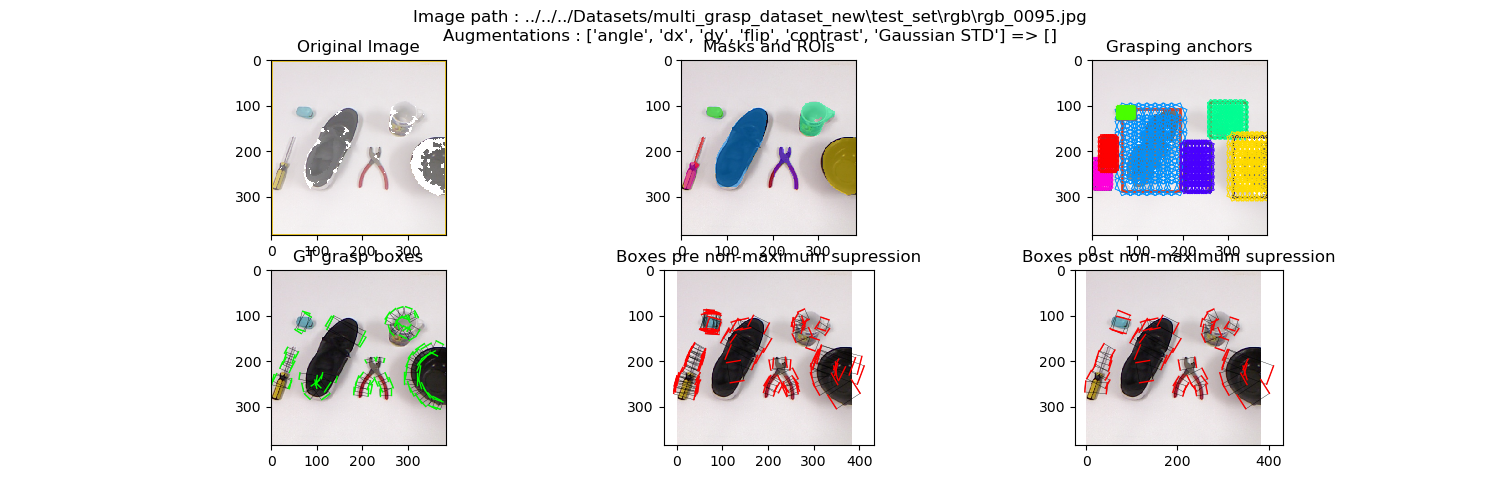 Image path : ../../../Datasets/multi_grasp_dataset_new\test_set\rgb\rgb_0095.jpg
Augmentations : ['angle', 'dx', 'dy', 'flip', 'contrast', 'Gaussian STD'] => []
Original Image
Masks and ROIs
Grasping anchors
0
100
200
300
0 100 200 300
0
100
200
300
0 100 200 300
0
100
200
300
0 100 200 300
GT grasp boxes
Boxes pre non-maximum supression
Boxes post non-maximum supression
0
100
200
300
0 100 200 300
0
100
200
300
0 100 200 300 400
0
100
200
300
0 200 400